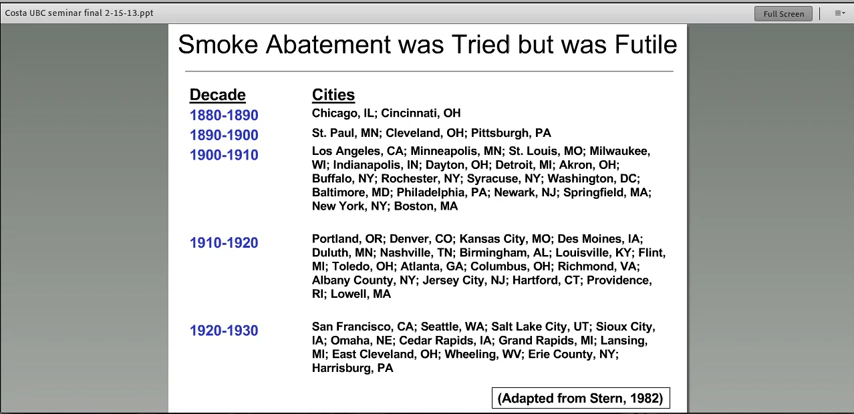 Costa UBC seminar final 2-15-13.ppt
Full Screen
Smoke Abatement was Tried but was Futile
Decade Cities
1880-1890 Chicago, IL; Cincinnati, OH
1890-1900 St. Paul, MN; Cleveland, OH; Pittsburgh, PA
1900-1910 Los Angeles, CA; Minneapolis, MN; St. Louis, MO; Milwaukee,
WI; Indianapolis, IN; Dayton, OH; Detroit, MI; Akron, OH;
Buffalo, NY; Rochester, NY; Syracuse, NY; Washington, DC;
Baltimore, MD; Philadelphia, PA; Newark, NJ; Springfield, MA;
New York, NY; Boston, MA
1910-1920 Portland, OR; Denver, CO; Kansas City, MO; Des Moines, IA;
Duluth, MN; Nashville, TN; Birmingham, AL; Louisville, KY; Flint,
MI; Toledo, OH; Atlanta, GA; Columbus, OH; Richmond, VA;
Albany County, NY; Jersey City, NJ; Hartford, CT; Providence,
RI; Lowell, MA
1920-1930 San Francisco, CA; Seattle, WA; Salt Lake City, UT; Sioux City,
IA; Omaha, NE; Cedar Rapids, IA; Grand Rapids, MI; Lansing,
MI; East Cleveland, OH; Wheeling, WV; Erie County, NY;
Harrisburg, PA
(Adapted from Stern, 1982)